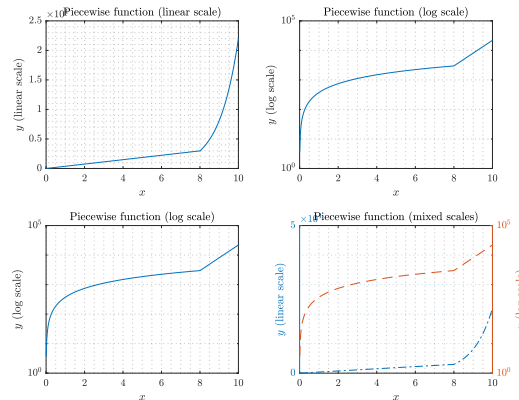 Piecewise function (linear scale)
2.5
2
1.5
1
0.5
0
y (linear scale)
0 2 4 6 8 10
x
Piecewise function (log scale)
10^5
10^0
y (log scale)
0 2 4 6 8 10
x
Piecewise function (log scale)
10^5
10^0
y (log scale)
0 2 4 6 8 10
x
Piecewise function (mixed scales)
5
0
y (linear scale)
10^5
10^0
0 2 4 6 8 10
x